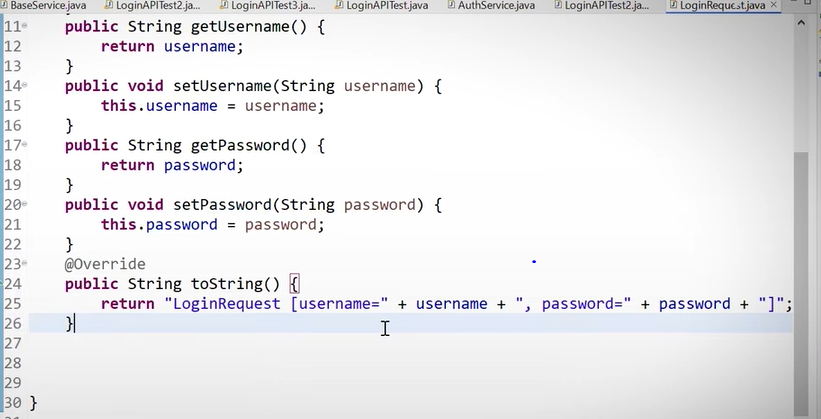 BaseService.java LoginAPITest2.ja... LoginAPITest3.ja... LoginAPITest.java AuthService.java LoginAPITest2.ja... LoginRequest.java
11 public String getUsername() {
12 return username;
13 }
14 public void setUsername(String username) {
15 this.username = username;
16 }
17 public String getPassword() {
18 return password;
19 }
20 public void setPassword(String password) {
21 this.password = password;
22 }
23 @Override
24 public String toString() {
25 return "LoginRequest [username=" + username + ", password=" + password + "]";
26 }
27
28
29
30 }